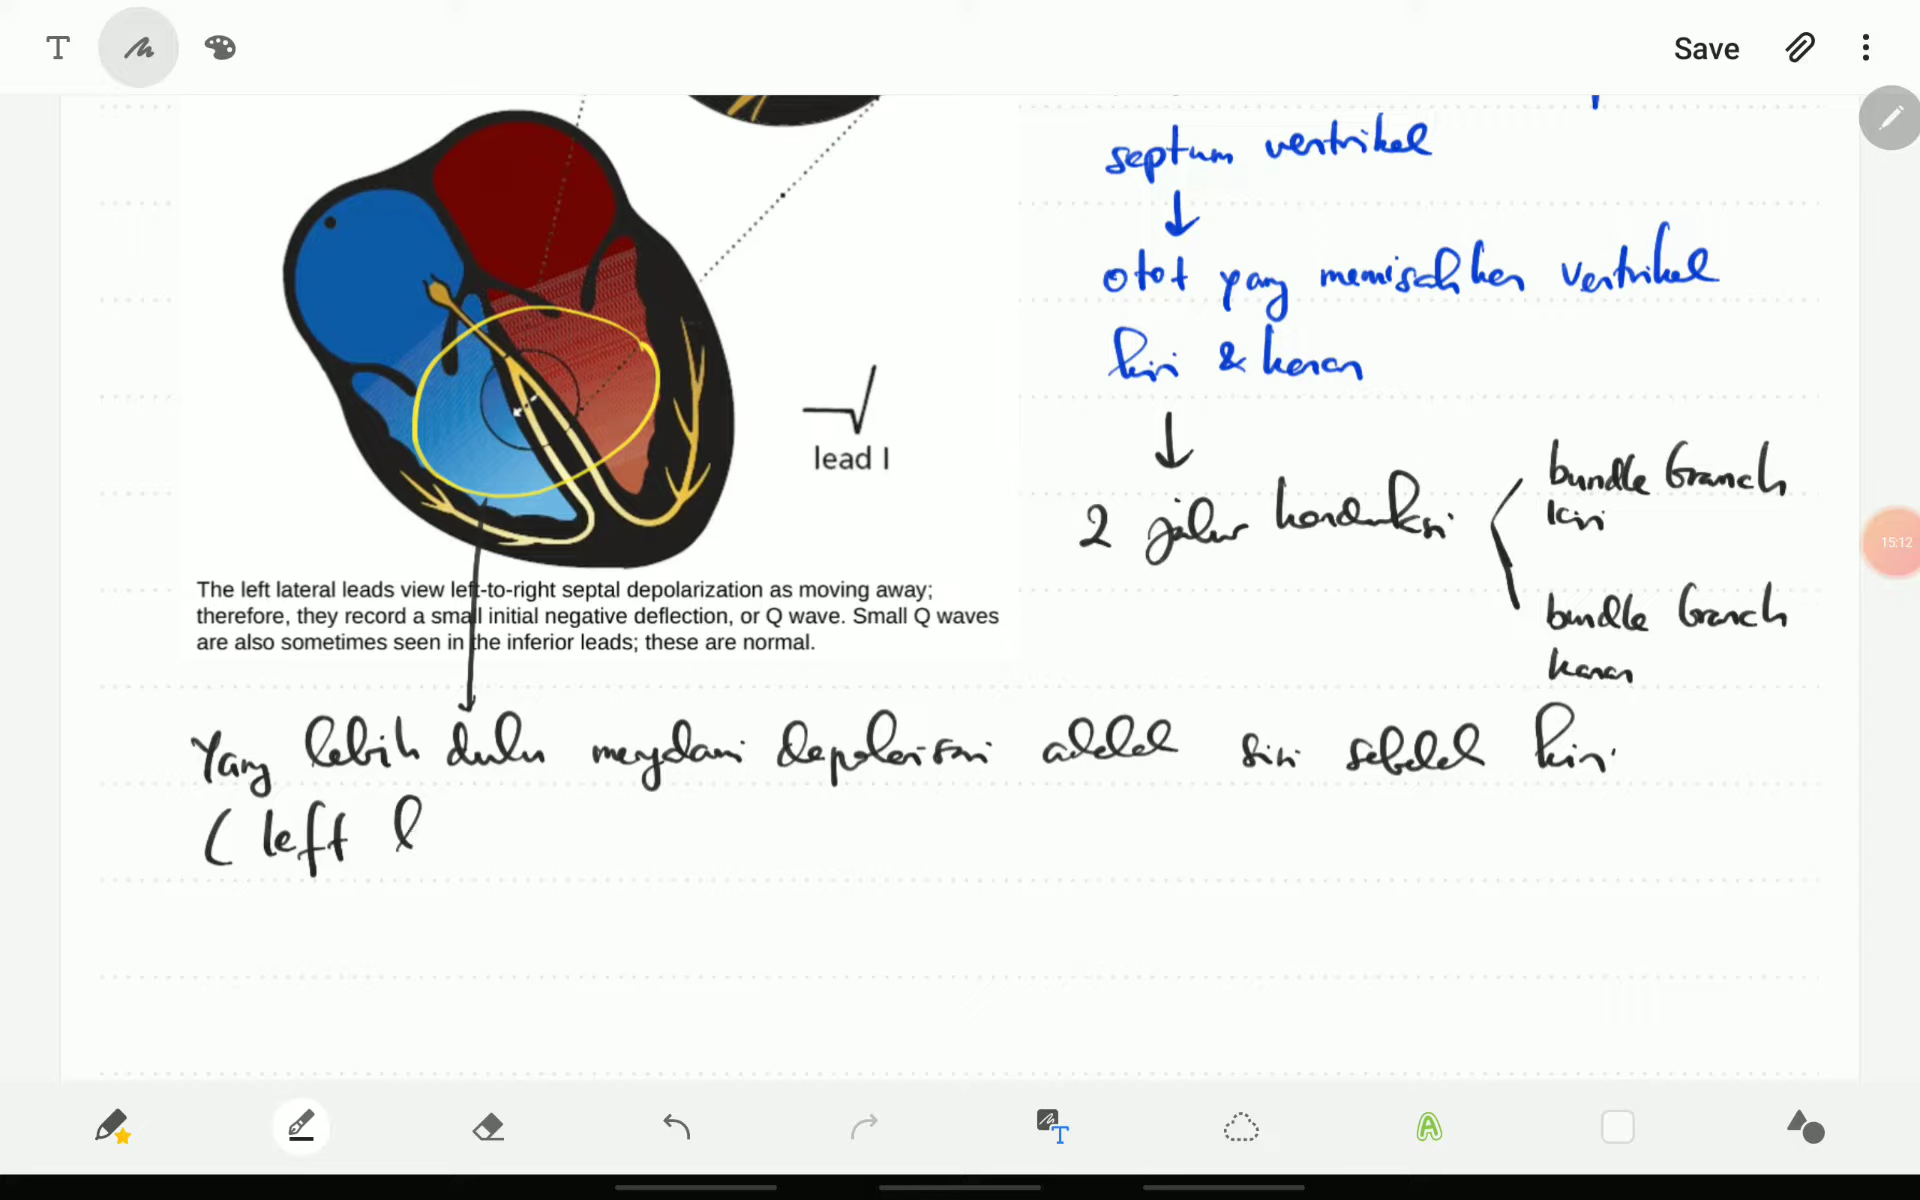 Save
septum ventrikel
otot yang memisahkan ventrikel
kiri & kanan
lead I
2 jalur konduksi
bundle branch
kiri
bundle branch
kanan
15:12
The left lateral leads view left-to-right septal depolarization as moving away;
therefore, they record a small initial negative deflection, or Q wave. Small Q waves
are also sometimes seen in the inferior leads; these are normal.
Yang lebih dulu mengalami depolarisasi adalah sisi sebelah kiri
( left l